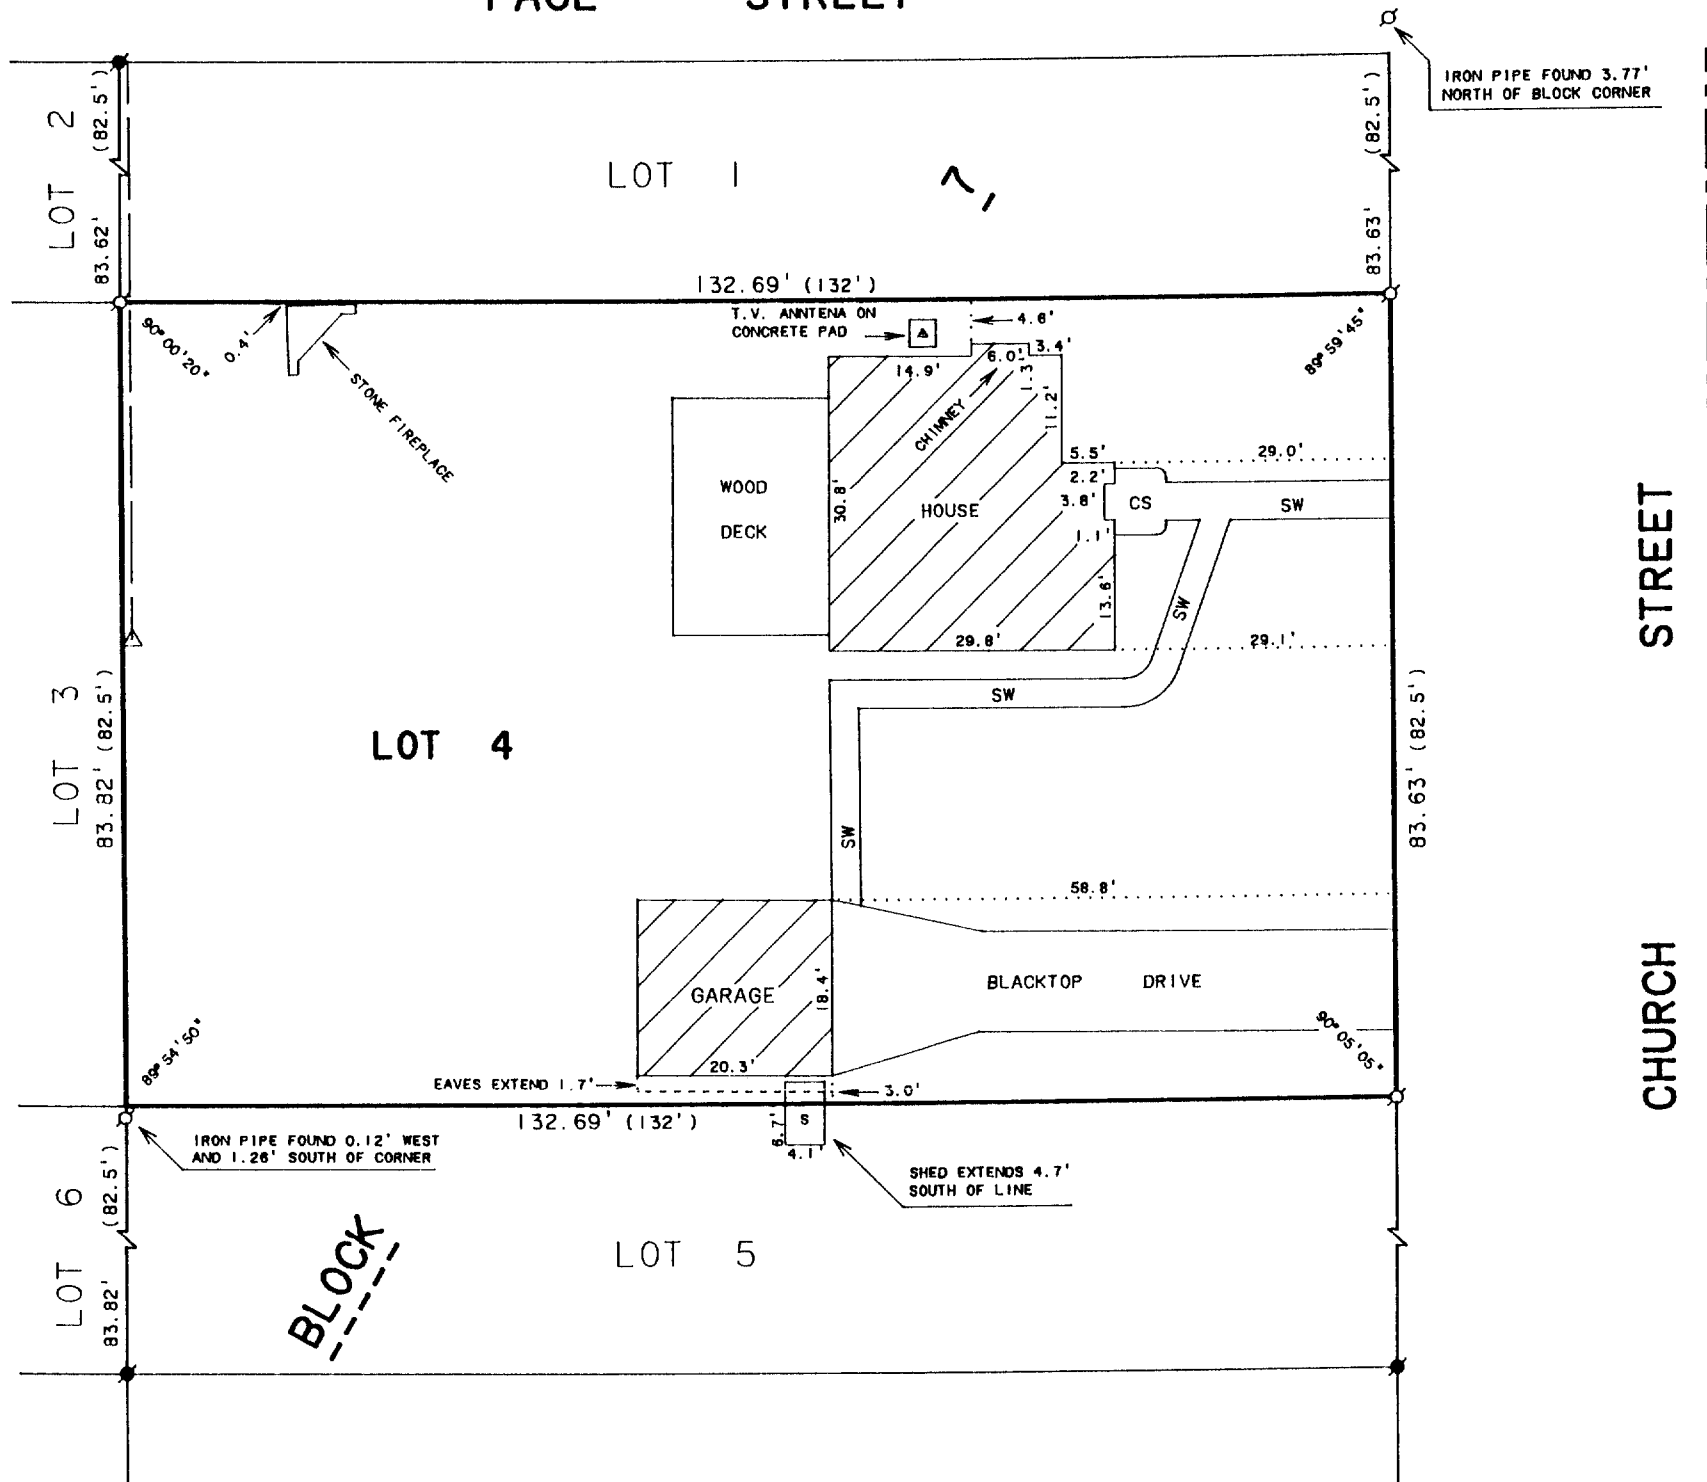 PAGE STREET
IRON PIPE FOUND 3.77'
NORTH OF BLOCK CORNER
LOT 2
83.62' (82.5')
LOT 1
7
83.63' (82.5')
132.69' (132')
T.V. ANNTENA ON
CONCRETE PAD
4.6'
90°00'20"
0.4'
STONE FIREPLACE
89°59'45"
14.9'
6.0'
3.4'
1.3'
11.2'
CHIMNEY
5.5'
29.0'
2.2'
3.8'
1.1'
13.6'
30.8'
HOUSE
CS
SW
WOOD
DECK
29.8'
29.1'
SW
SW
SW
LOT 3
83.82' (82.5')
LOT 4
83.63' (82.5')
CHURCH STREET
58.8'
GARAGE
18.4'
20.3'
BLACKTOP DRIVE
89°54'50"
90°05'05"
EAVES EXTEND 1.7'
3.0'
132.69' (132')
6.7'
S
4.1'
IRON PIPE FOUND 0.12' WEST
AND 1.26' SOUTH OF CORNER
SHED EXTENDS 4.7'
SOUTH OF LINE
LOT 6
83.82' (82.5')
BLOCK
LOT 5